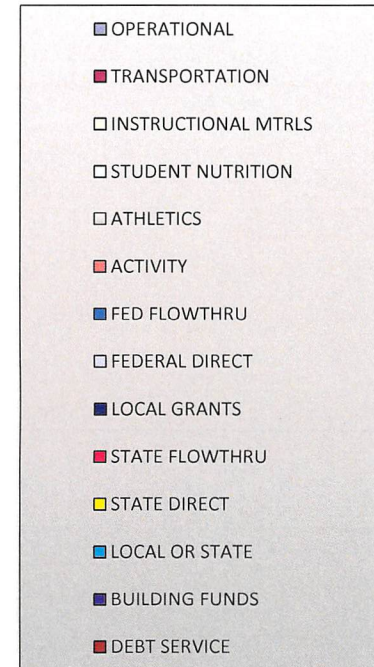 OPERATIONAL
TRANSPORTATION
INSTRUCTIONAL MTRLS
STUDENT NUTRITION
ATHLETICS
ACTIVITY
FED FLOWTHRU
FEDERAL DIRECT
LOCAL GRANTS
STATE FLOWTHRU
STATE DIRECT
LOCAL OR STATE
BUILDING FUNDS
DEBT SERVICE